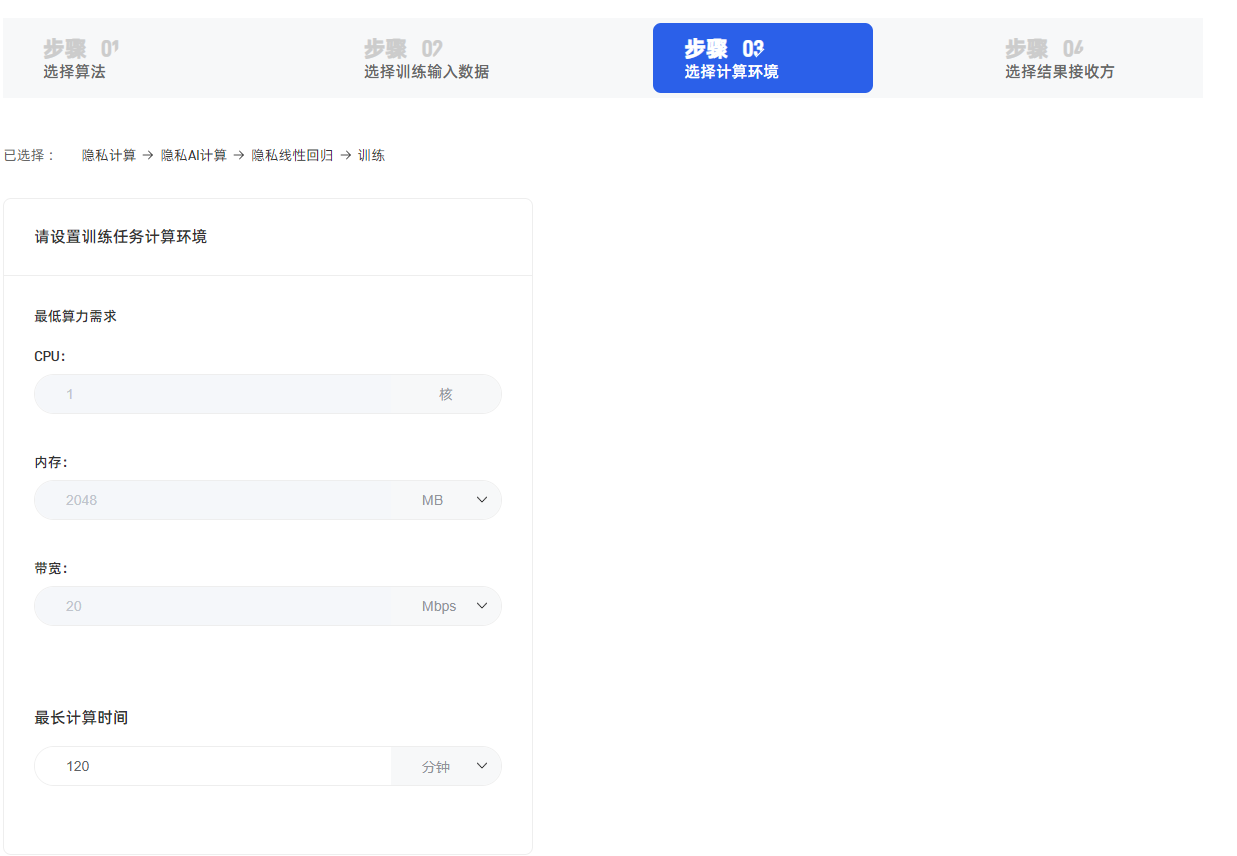 步骤 01 步骤 02 步骤 03 步骤 04
选择算法 选择训练输入数据 选择计算环境 选择结果接收方
已选择： 隐私计算 → 隐私AI计算 → 隐私线性回归 → 训练
请设置训练任务计算环境
最低算力需求
CPU:
1 核
内存:
2048 MB
带宽:
20 Mbps
最长计算时间
120 分钟